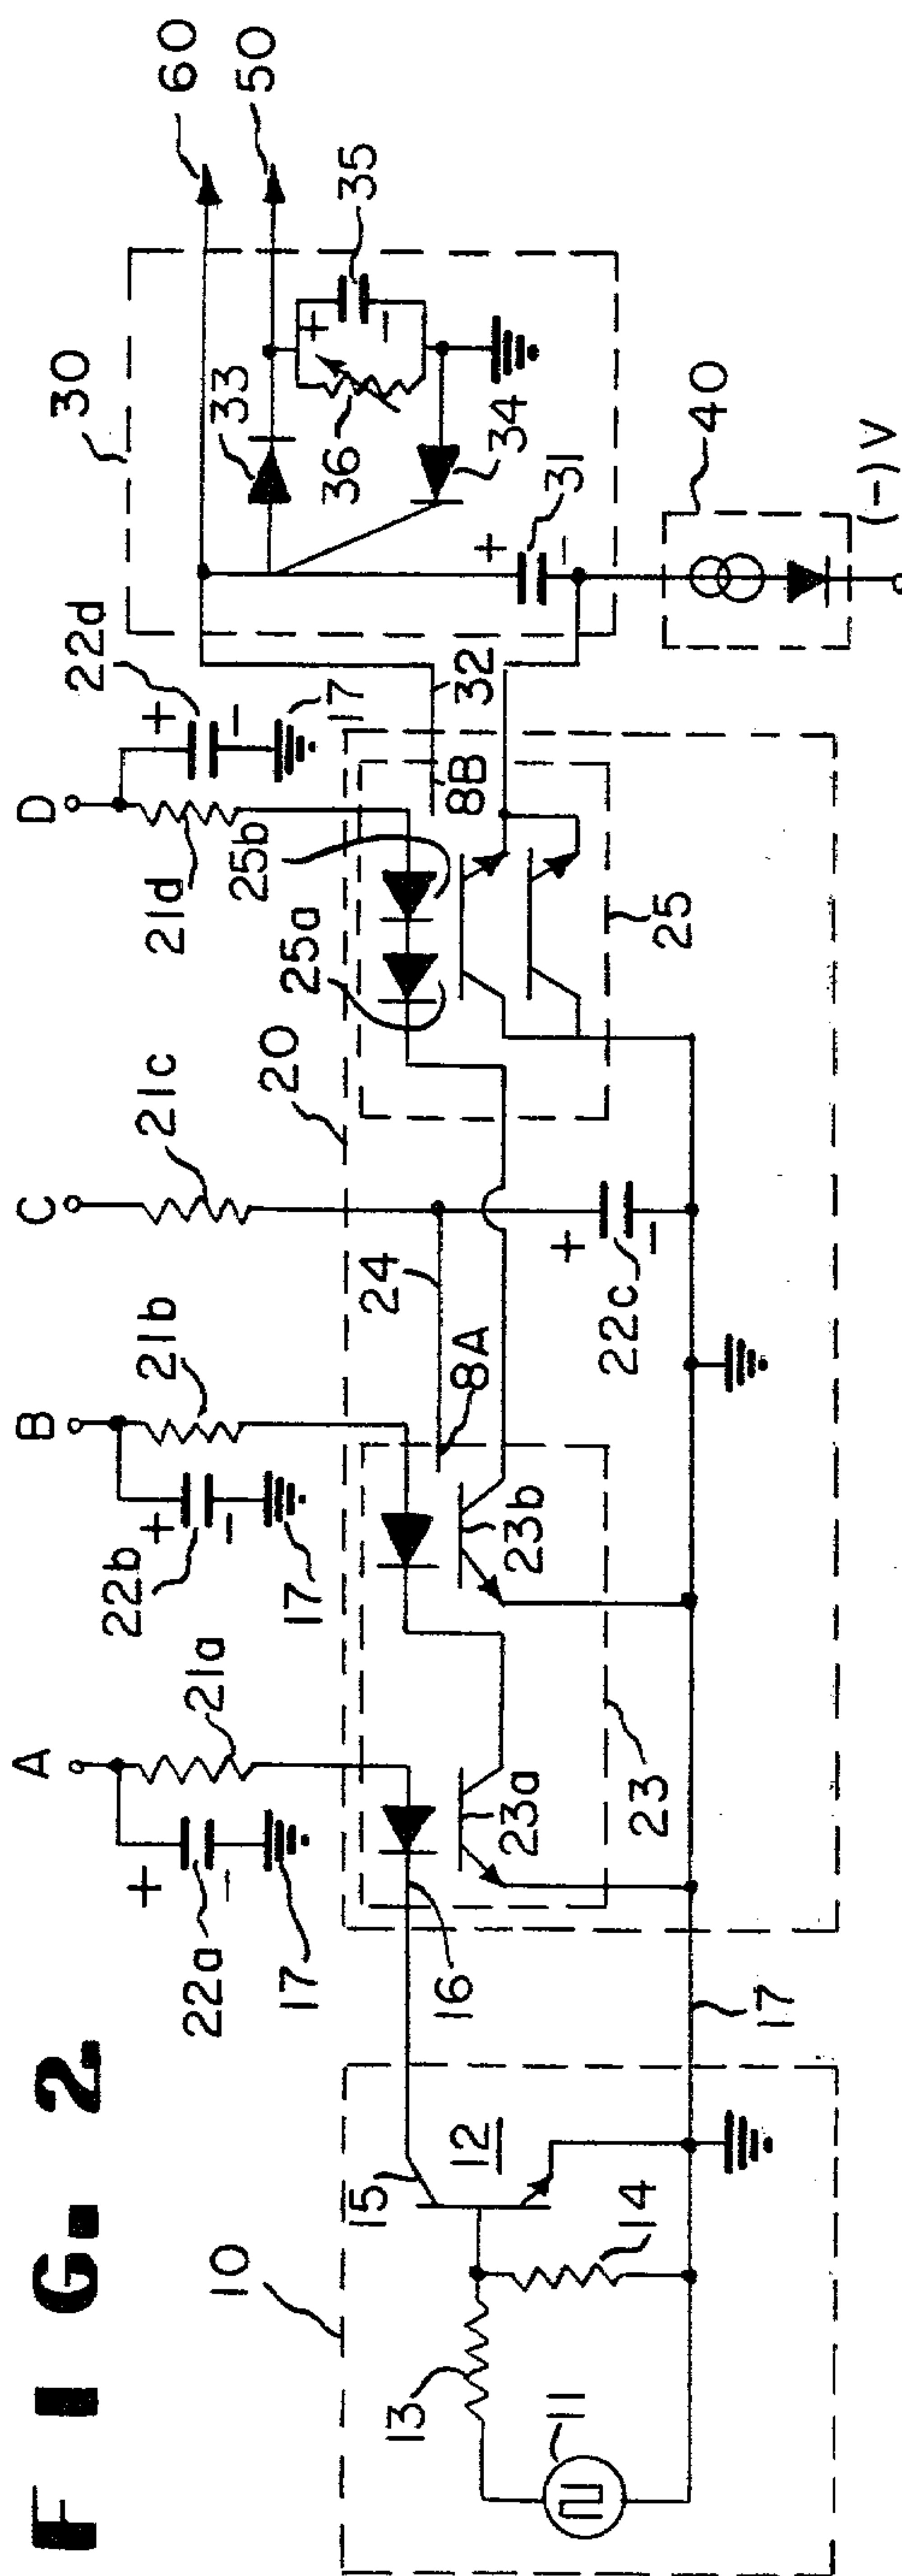 FIG. 2
10
11
12
13
14
15
16
17
A
B
C
D
21a
21b
21c
21d
22a
+
−
17
22b
+
−
17
22c
+
−
22d
+
−
17
20
23
23a
23b
24
8A
25
25a
25b
8B
32
30
33
34
35
+
−
36
31
+
−
40
(-) V
50
60